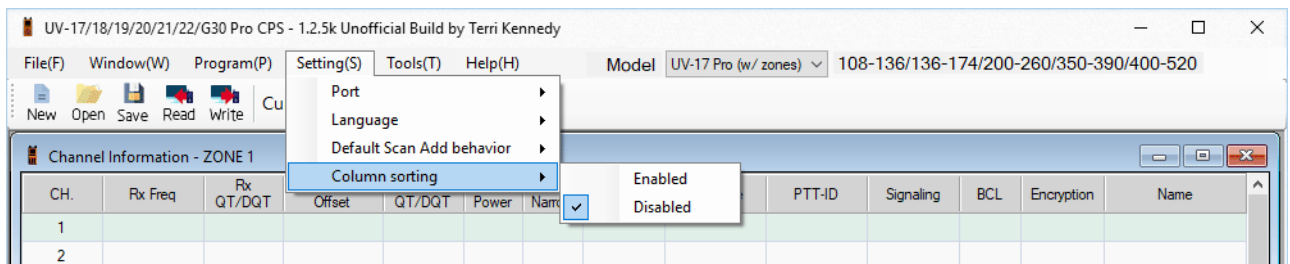 UV-17/18/19/20/21/22/G30 Pro CPS - 1.2.5k Unofficial Build by Terri Kennedy
File(F) Window(W) Program(P) Setting(S) Tools(T) Help(H) Model UV-17 Pro (w/ zones) 108-136/136-174/200-260/350-390/400-520
New Open Save Read Write Cu
Port
Language
Default Scan Add behavior
Column sorting
Enabled
Disabled
Channel Information - ZONE 1
CH. Rx Freq Rx QT/DQT Offset QT/DQT Power PTT-ID Signaling BCL Encryption Name
1
2